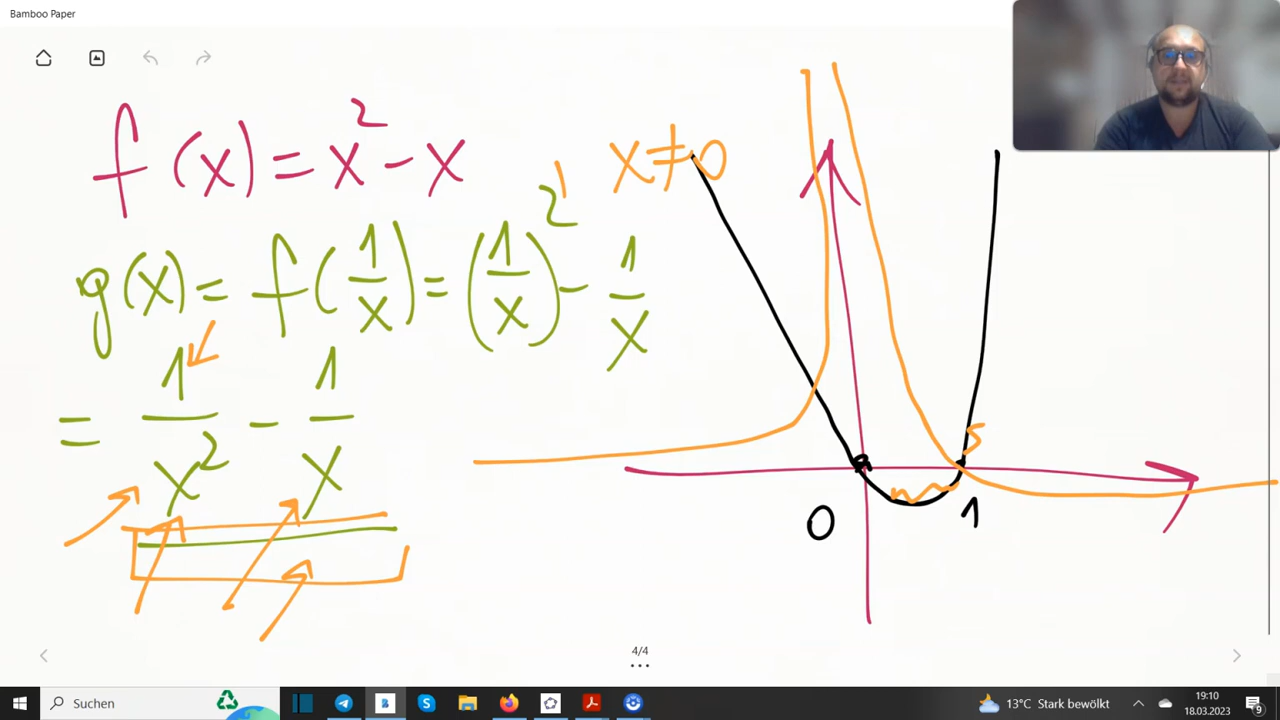 Bamboo Paper
f(x) = x² - x
x ≠ 0
g(x) = f(1/x) = (1/x)² - 1/x
= 1/x² - 1/x
0
1
4/4
Suchen
13°C Stark bewölkt
19:10
18.03.2023
9